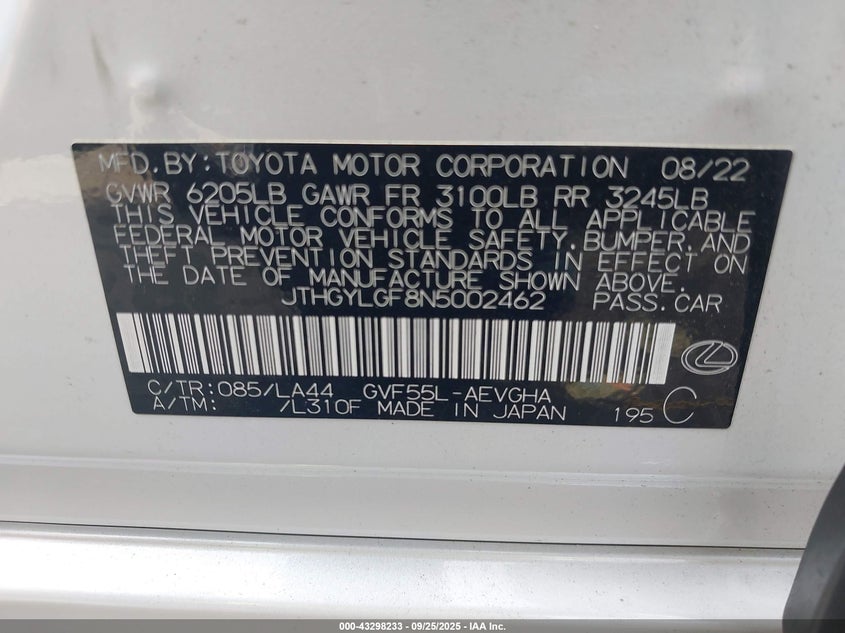 MFD.BY:TOYOTA MOTOR CORPORATION 08/22
GVWR 6205LB GAWR FR 3100LB RR 3245LB
THIS VEHICLE CONFORMS TO ALL APPLICABLE
FEDERAL MOTOR VEHICLE SAFETY,BUMPER,AND
THEFT PREVENTION STANDARDS IN EFFECT ON
THE DATE OF MANUFACTURE SHOWN ABOVE.
JTHGYLGF8N5002462 PASS.CAR
C/TR:085/LA44 GVF55L-AEVGHA
A/TM: /L310F MADE IN JAPAN 195 C
000-43298233 - 09/25/2025 - IAA Inc.